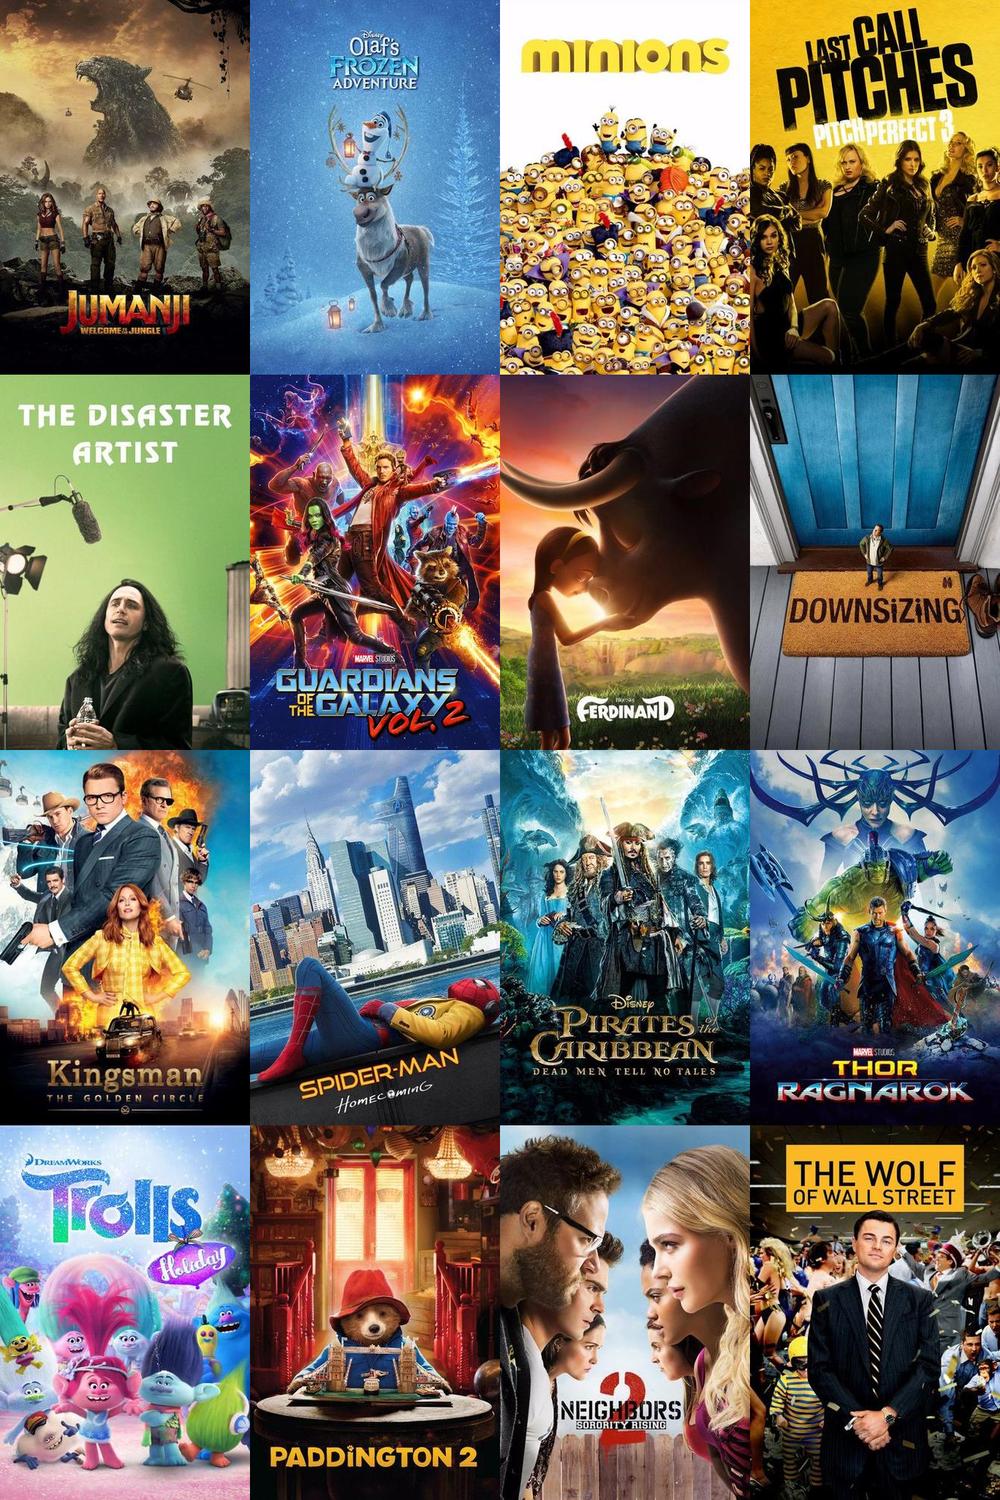 JUMANJI
WELCOME TO THE JUNGLE
Disney
Olaf's
FROZEN
ADVENTURE
minions
LAST CALL
PITCHES
PITCH PERFECT 3
THE DISASTER
ARTIST
MARVEL STUDIOS
GUARDIANS
OF THE GALAXY
VOL. 2
FERDINAND
DOWNSiZiNG
Kingsman
THE GOLDEN CIRCLE
SPIDER-MAN
HOMECOMING
Disney
PIRATES of the
CARIBBEAN
DEAD MEN TELL NO TALES
MARVEL STUDIOS
THOR
RAGNAROK
DREAMWORKS
Trolls
Holiday
PADDINGTON 2
2
NEIGHBORS
SORORITY RISING
THE WOLF
OF WALL STREET